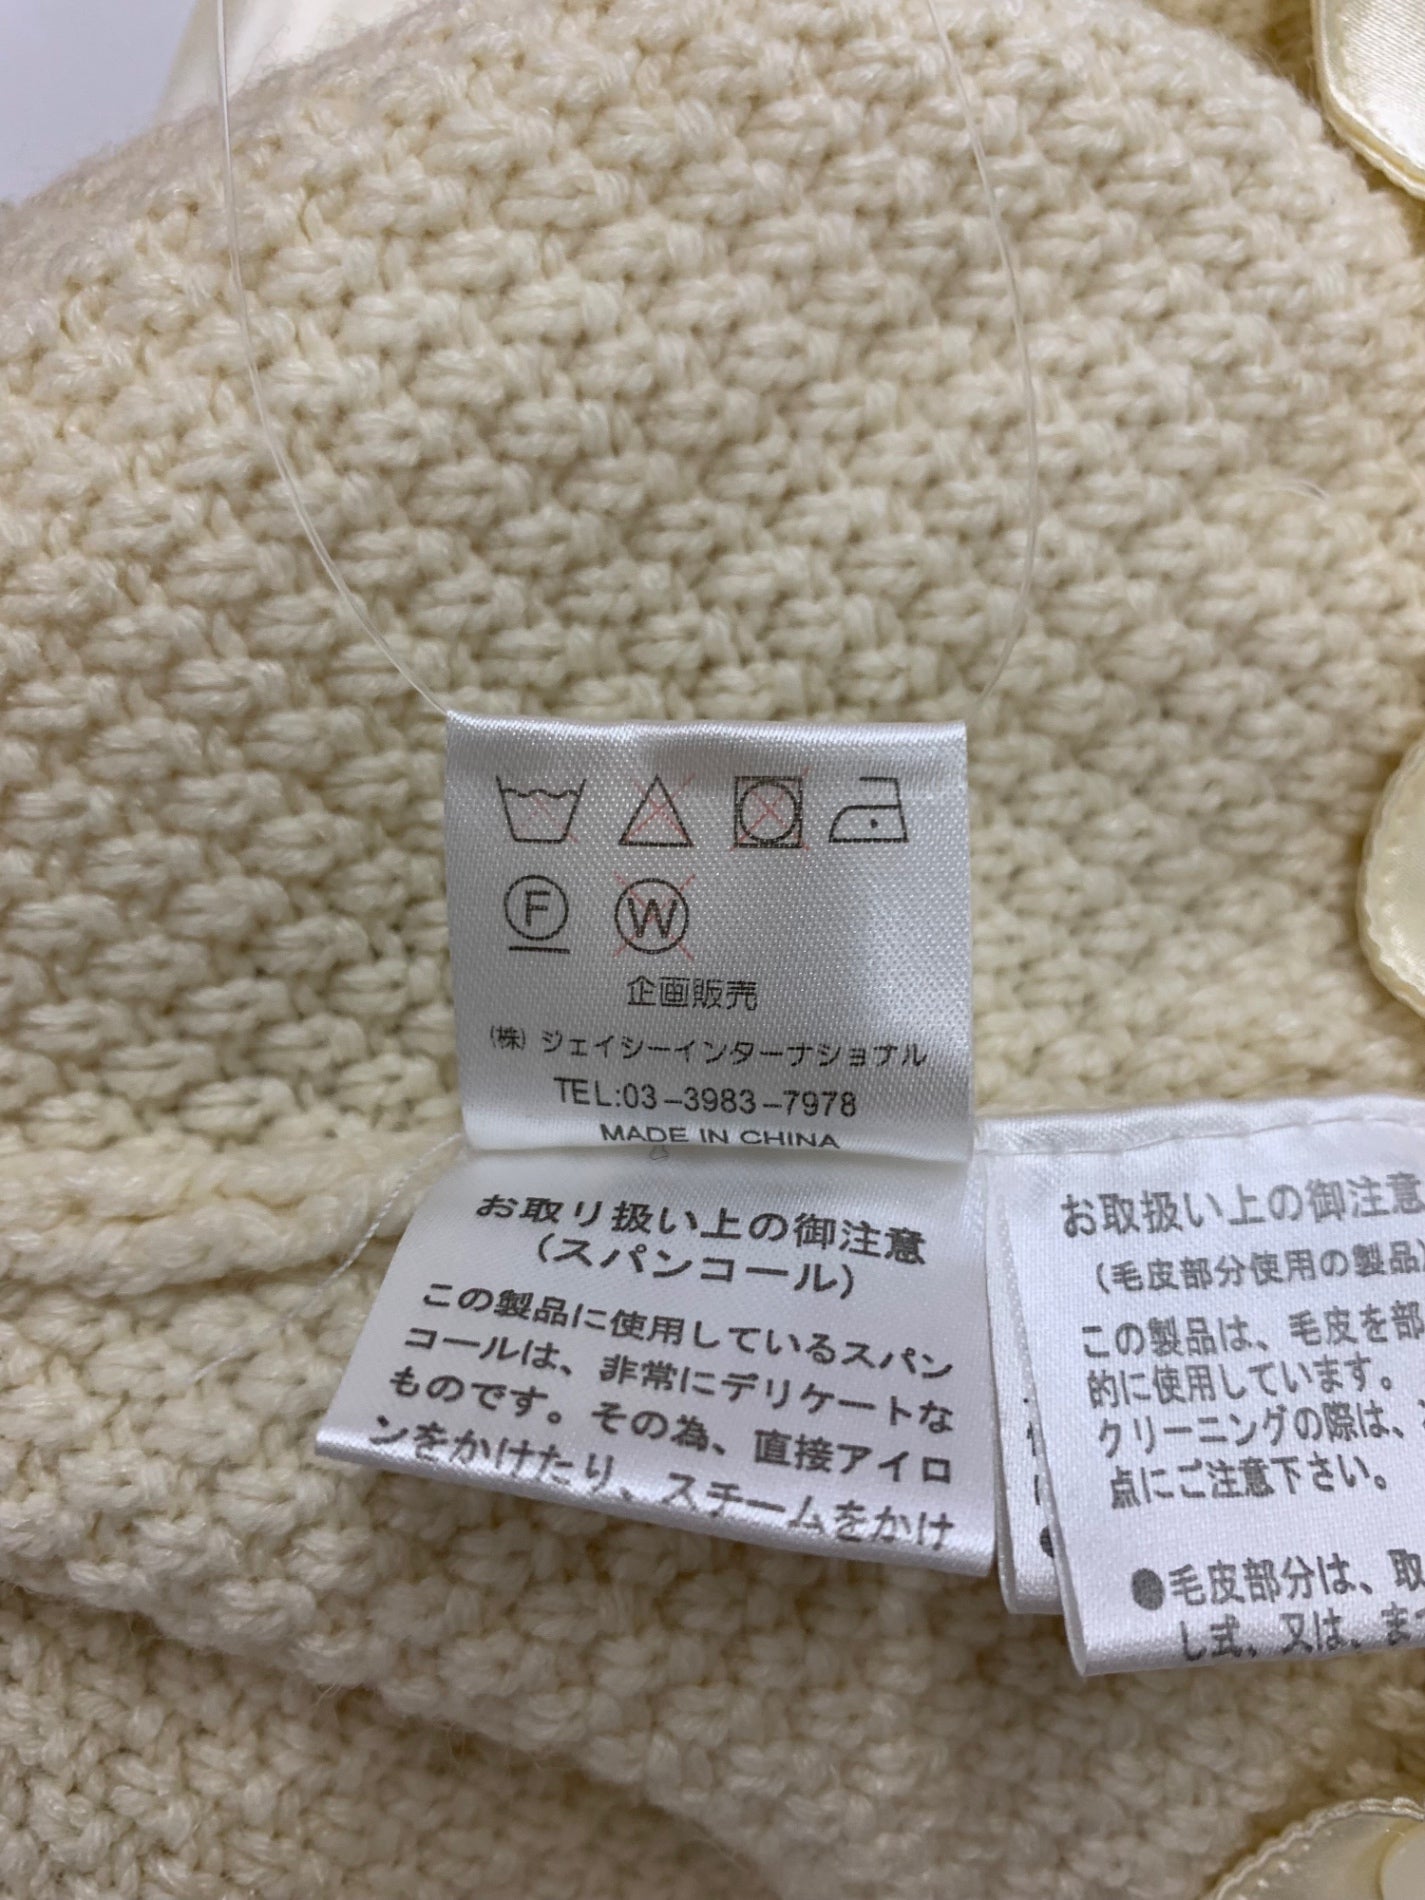 F W
企画販売
(株) ジェイシーインターナショナル
TEL:03-3983-7978
MADE IN CHINA
お取り扱い上の御注意
(スパンコール)
この製品に使用しているスパン
コールは、非常にデリケートな
ものです。その為、直接アイロ
ンをかけたり、スチームをかけ
お取扱い上の御注意
(毛皮部分使用の製品)
この製品は、毛皮を部
的に使用しています。
クリーニングの際は、
点にご注意下さい。
●毛皮部分は、取
し式、又は、ま